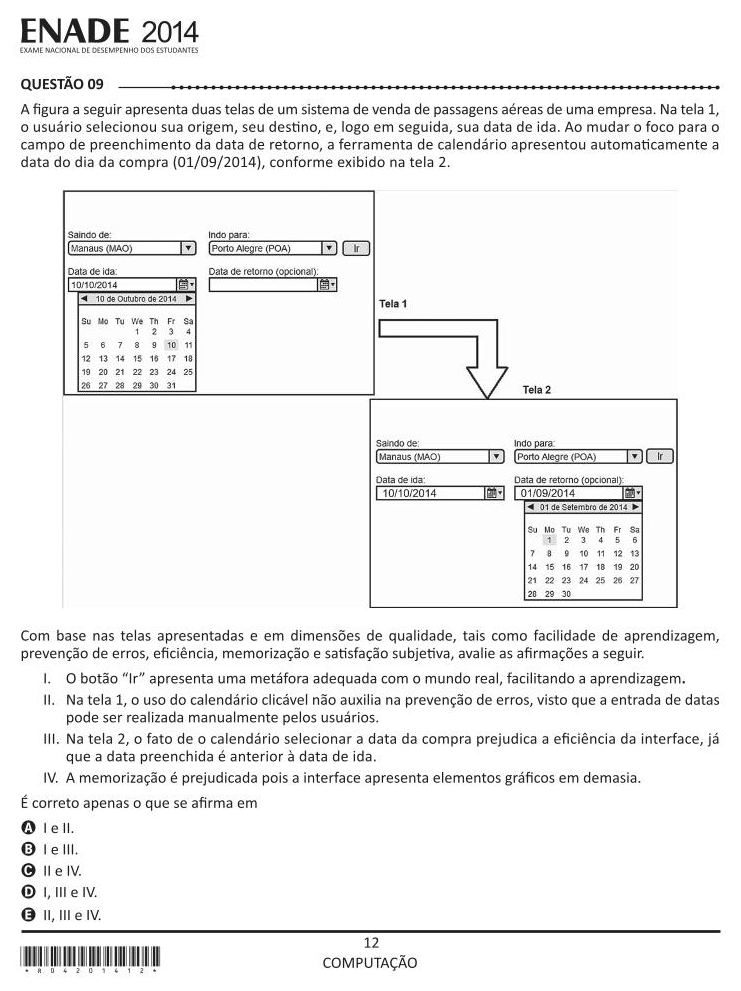 ENADE 2014
EXAME NACIONAL DE DESEMPENHO DOS ESTUDANTES
QUESTÃO 09
A figura a seguir apresenta duas telas de um sistema de venda de passagens aéreas de uma empresa. Na tela 1,
o usuário selecionou sua origem, seu destino, e, logo em seguida, sua data de ida. Ao mudar o foco para o
campo de preenchimento da data de retorno, a ferramenta de calendário apresentou automaticamente a
data do dia da compra (01/09/2014), conforme exibido na tela 2.
Saindo de: Indo para:
Manaus (MAO) Porto Alegre (POA) Ir
Data de ida: Data de retorno (opcional):
10/10/2014
10 de Outubro de 2014
Su Mo Tu We Th Fr Sa
1 2 3 4
5 6 7 8 9 10 11
12 13 14 15 16 17 18
19 20 21 22 23 24 25
26 27 28 29 30 31
Tela 1
Tela 2
Saindo de: Indo para:
Manaus (MAO) Porto Alegre (POA) Ir
Data de ida: Data de retorno (opcional):
10/10/2014 01/09/2014
01 de Setembro de 2014
Su Mo Tu We Th Fr Sa
1 2 3 4 5 6
7 8 9 10 11 12 13
14 15 16 17 18 19 20
21 22 23 24 25 26 27
28 29 30
Com base nas telas apresentadas e em dimensões de qualidade, tais como facilidade de aprendizagem,
prevenção de erros, eficiência, memorização e satisfação subjetiva, avalie as afirmações a seguir.
I. O botão “Ir” apresenta uma metáfora adequada com o mundo real, facilitando a aprendizagem.
II. Na tela 1, o uso do calendário clicável não auxilia na prevenção de erros, visto que a entrada de datas
pode ser realizada manualmente pelos usuários.
III. Na tela 2, o fato de o calendário selecionar a data da compra prejudica a eficiência da interface, já
que a data preenchida é anterior à data de ida.
IV. A memorização é prejudicada pois a interface apresenta elementos gráficos em demasia.
É correto apenas o que se afirma em
A I e II.
B I e III.
C II e IV.
D I, III e IV.
E II, III e IV.
12
COMPUTAÇÃO
* R 0 4 2 0 1 4 1 2 *